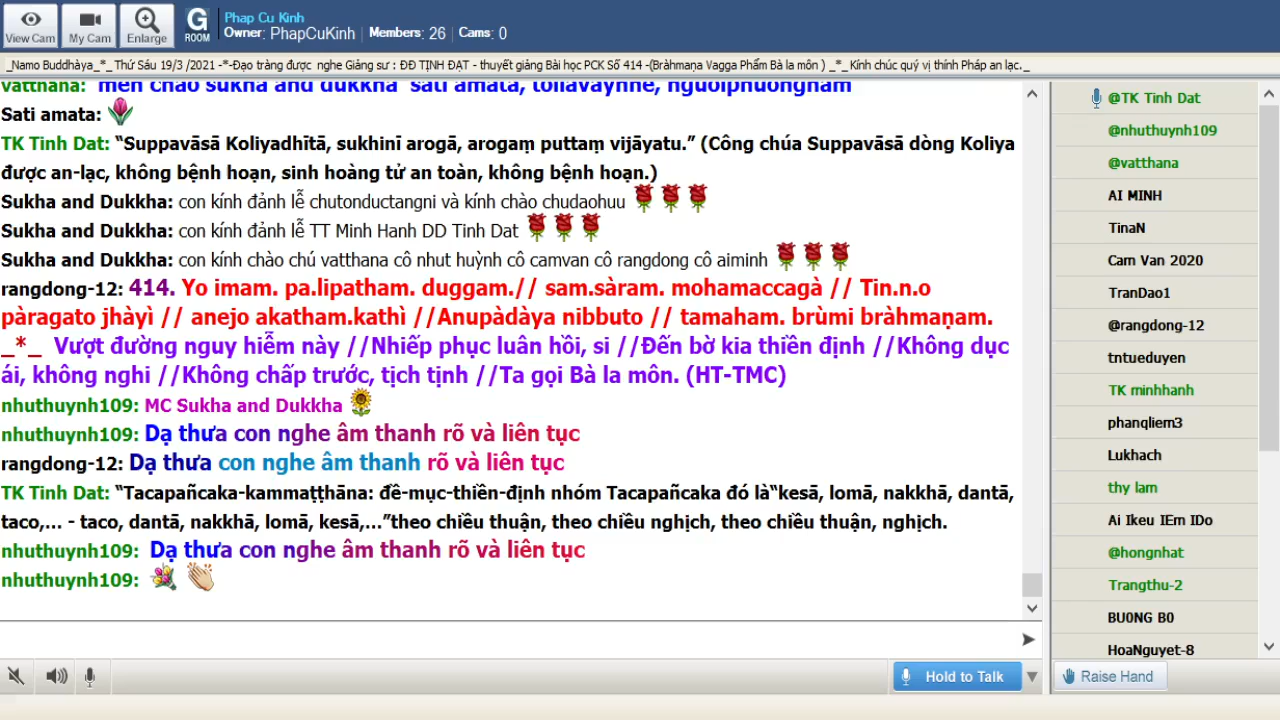 View Cam
My Cam
Enlarge
G
ROOM
Phap Cu Kinh
Owner: PhapCuKinh | Members: 26 | Cams: 0
_Namo Buddhàya_*_ Thứ Sáu 19/3 /2021 -*-Đạo tràng được nghe Giảng sư : ĐĐ TỊNH ĐẠT - thuyết giảng Bài học PCK Số 414 -(Bràhmaṇa Vagga Phẩm Bà la môn ) _*_ Kính chúc quý vị thính Pháp an lạc._
vatthana: mến chào sukha and dukkha sati amata, toilavaynhe, nguoiphuongnam
Sati amata:
TK Tinh Dat: “Suppavāsā Koliyadhītā, sukhinī arogā, arogaṃ puttaṃ vijāyatu.” (Công chúa Suppavāsā dòng Koliya
được an-lạc, không bệnh hoạn, sinh hoàng tử an toàn, không bệnh hoạn.)
Sukha and Dukkha: con kính đảnh lễ chutonductangni và kính chào chudaohuu
Sukha and Dukkha: con kính đảnh lễ TT Minh Hanh DD Tinh Dat
Sukha and Dukkha: con kính chào chú vatthana cô nhut huỳnh cô camvan cô rangdong cô aiminh
rangdong-12: 414. Yo imam. pa.lipatham. duggam.// sam.sàram. mohamaccagà // Tin.n.o
pàragato jhàyì // anejo akatham.kathì //Anupàdàya nibbuto // tamaham. brùmi bràhmaṇam.
_*_ Vượt đường nguy hiễm này //Nhiếp phục luân hồi, si //Đến bờ kia thiền định //Không dục
ái, không nghi //Không chấp trước, tịch tịnh //Ta gọi Bà la môn. (HT-TMC)
nhuthuynh109: MC Sukha and Dukkha
nhuthuynh109: Dạ thưa con nghe âm thanh rõ và liên tục
rangdong-12: Dạ thưa con nghe âm thanh rõ và liên tục
TK Tinh Dat: “Tacapañcaka-kammaṭṭhāna: đề-mục-thiền-định nhóm Tacapañcaka đó là“kesā, lomā, nakkhā, dantā,
taco,... - taco, dantā, nakkhā, lomā, kesā,...”theo chiều thuận, theo chiều nghịch, theo chiều thuận, nghịch.
nhuthuynh109: Dạ thưa con nghe âm thanh rõ và liên tục
nhuthuynh109:
@TK Tinh Dat
@nhuthuynh109
@vatthana
AI MINH
TinaN
Cam Van 2020
TranDao1
@rangdong-12
tntueduyen
TK minhhanh
phanqliem3
Lukhach
thy lam
Ai Ikeu IEm IDo
@hongnhat
Trangthu-2
BU0NG B0
HoaNguyet-8
Hold to Talk
Raise Hand